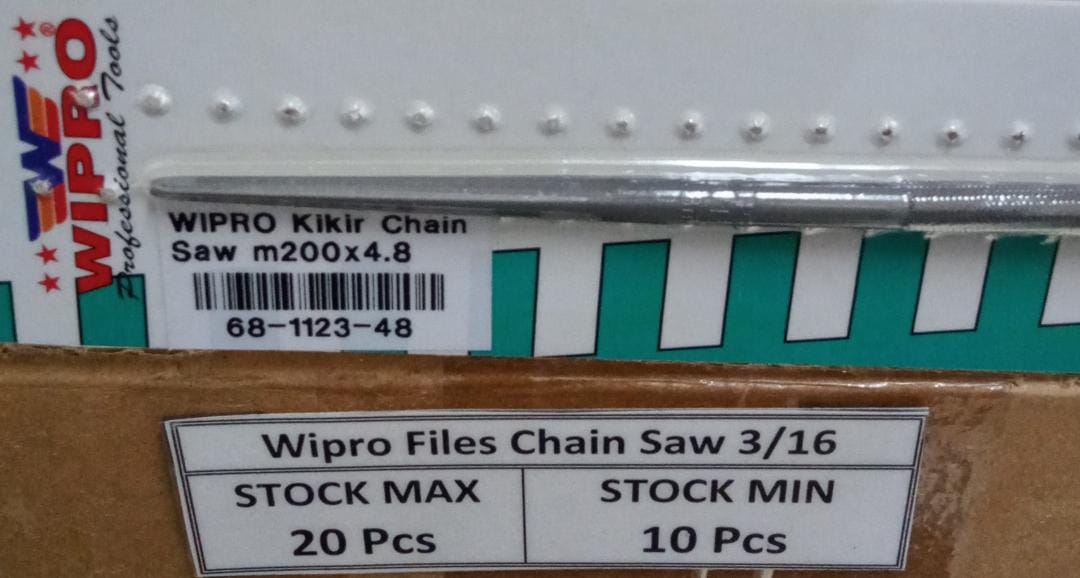 WIPRO®
Professional Tools
WIPRO Kikir Chain
Saw m200x4.8
68-1123-48
Wipro Files Chain Saw 3/16
STOCK MAX
STOCK MIN
20 Pcs
10 Pcs